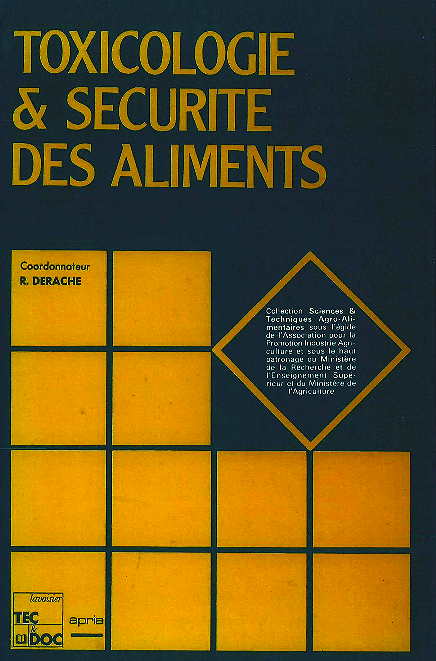 TOXICOLOGIE
& SECURITE
DES ALIMENTS
Coordonnateur
R. DERACHE
Collection Sciences &
Techniques Agro-Ali-
mentaires sous l'égide
de l'Association pour la
Promotion Industrie Agri-
culture et sous le haut
patronage du Ministère
de la Recherche et de
l'Enseignement Supé-
rieur et du Ministère de
l'Agriculture
lavoisier
TEC
&
DOC
apria